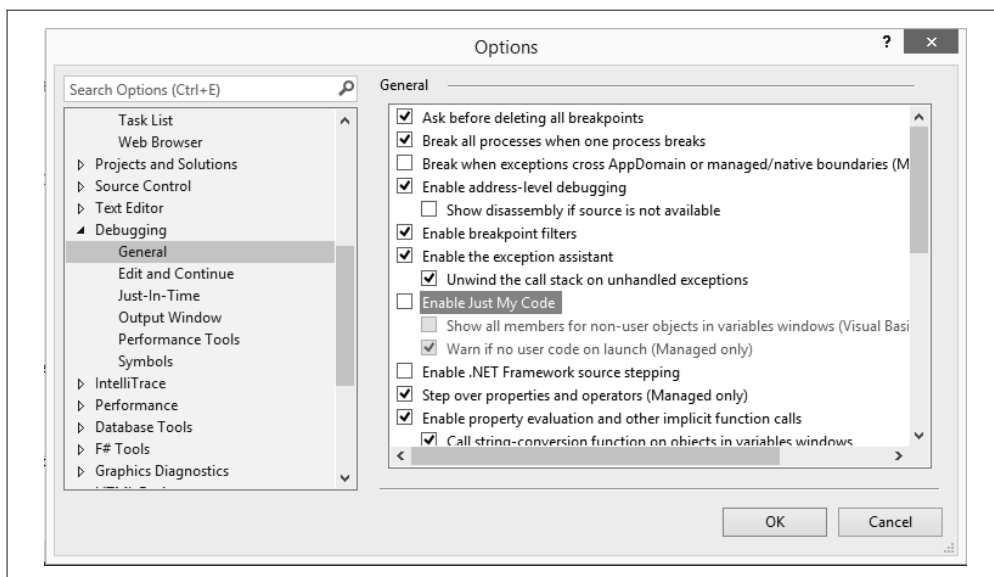 Options
?
×
Search Options (Ctrl+E)
Task List
Web Browser
Projects and Solutions
Source Control
Text Editor
Debugging
General
Edit and Continue
Just-In-Time
Output Window
Performance Tools
Symbols
IntelliTrace
Performance
Database Tools
F# Tools
Graphics Diagnostics
General
Ask before deleting all breakpoints
Break all processes when one process breaks
Break when exceptions cross AppDomain or managed/native boundaries (M
Enable address-level debugging
Show disassembly if source is not available
Enable breakpoint filters
Enable the exception assistant
Unwind the call stack on unhandled exceptions
Enable Just My Code
Show all members for non-user objects in variables windows (Visual Basi
Warn if no user code on launch (Managed only)
Enable .NET Framework source stepping
Step over properties and operators (Managed only)
Enable property evaluation and other implicit function calls
Call string-conversion function on objects in variables windows
OK
Cancel